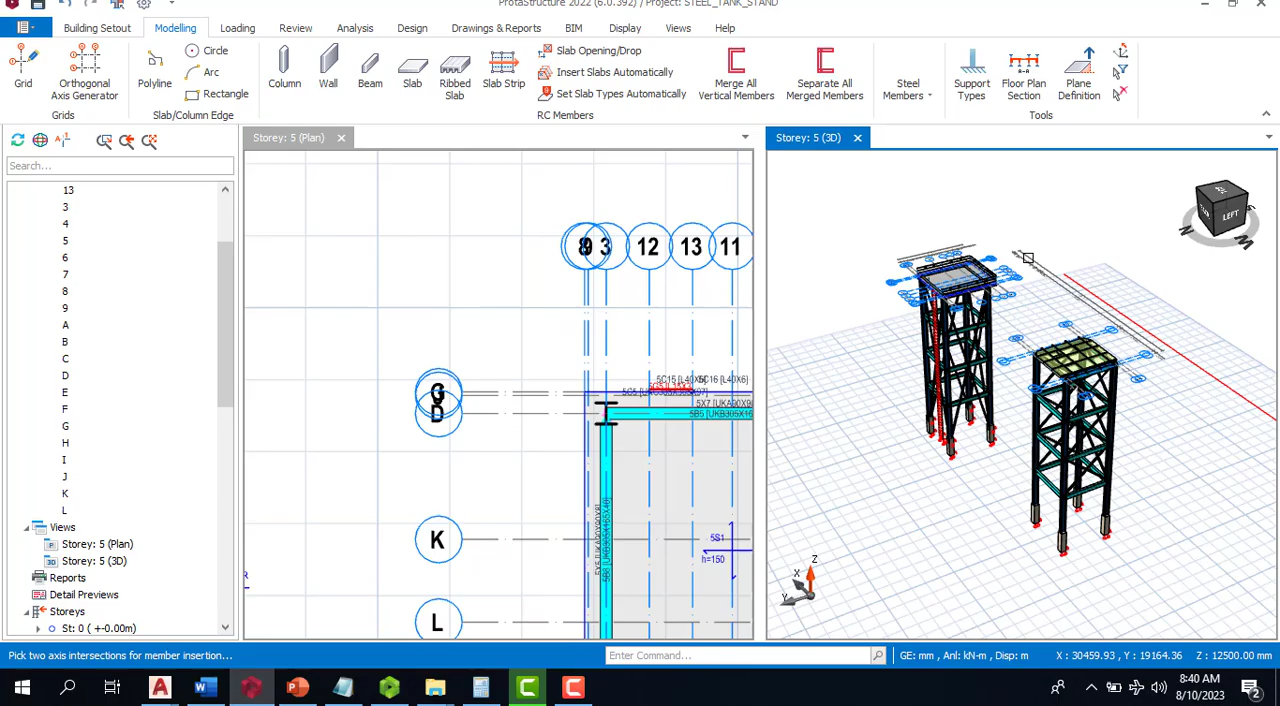 ProtaStructure 2022 (6.0.392) / Project: STEEL_TANK_STAND
Building Setout Modelling Loading Review Analysis Design Drawings & Reports BIM Display Views Help
Grid
Orthogonal Axis Generator
Grids
Polyline
Circle
Arc
Rectangle
Slab/Column Edge
Column
Wall
Beam
Slab
Ribbed Slab
Slab Strip
Slab Opening/Drop
Insert Slabs Automatically
Set Slab Types Automatically
RC Members
Merge All Vertical Members
Separate All Merged Members
Steel Members
Support Types
Floor Plan Section
Plane Definition
Tools
Search...
13
3
4
5
6
7
8
9
A
B
C
D
E
F
G
H
I
J
K
L
Views
Storey: 5 (Plan)
Storey: 5 (3D)
Reports
Detail Previews
Storeys
St: 0 ( +-0.00m)
Storey: 5 (Plan)
3 12 13 11
G
D
K
L
5C16 [L40X6]
5S1
h=150
Storey: 5 (3D)
LEFT
Z
X
Y
Pick two axis intersections for member insertion...
Enter Command...
GE: mm, Anl: kN-m , Disp: m
X : 30459.93 , Y : 19164.36
Z : 12500.00 mm
8:40 AM
8/10/2023
2